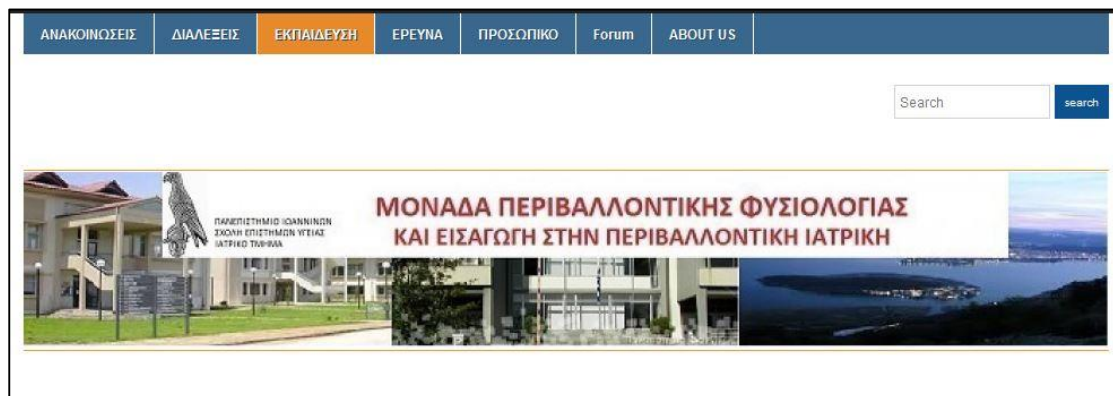 ΑΝΑΚΟΙΝΩΣΕΙΣ ΔΙΑΛΕΞΕΙΣ ΕΚΠΑΙΔΕΥΣΗ ΕΡΕΥΝΑ ΠΡΟΣΩΠΙΚΟ Forum ABOUT US
Search search
ΠΑΝΕΠΙΣΤΗΜΙΟ ΙΩΑΝΝΙΝΩΝ
ΣΧΟΛΗ ΕΠΙΣΤΗΜΩΝ ΥΓΕΙΑΣ
ΙΑΤΡΙΚΟ ΤΜΗΜΑ
ΜΟΝΑΔΑ ΠΕΡΙΒΑΛΛΟΝΤΙΚΗΣ ΦΥΣΙΟΛΟΓΙΑΣ
ΚΑΙ ΕΙΣΑΓΩΓΗ ΣΤΗΝ ΠΕΡΙΒΑΛΛΟΝΤΙΚΗ ΙΑΤΡΙΚΗ